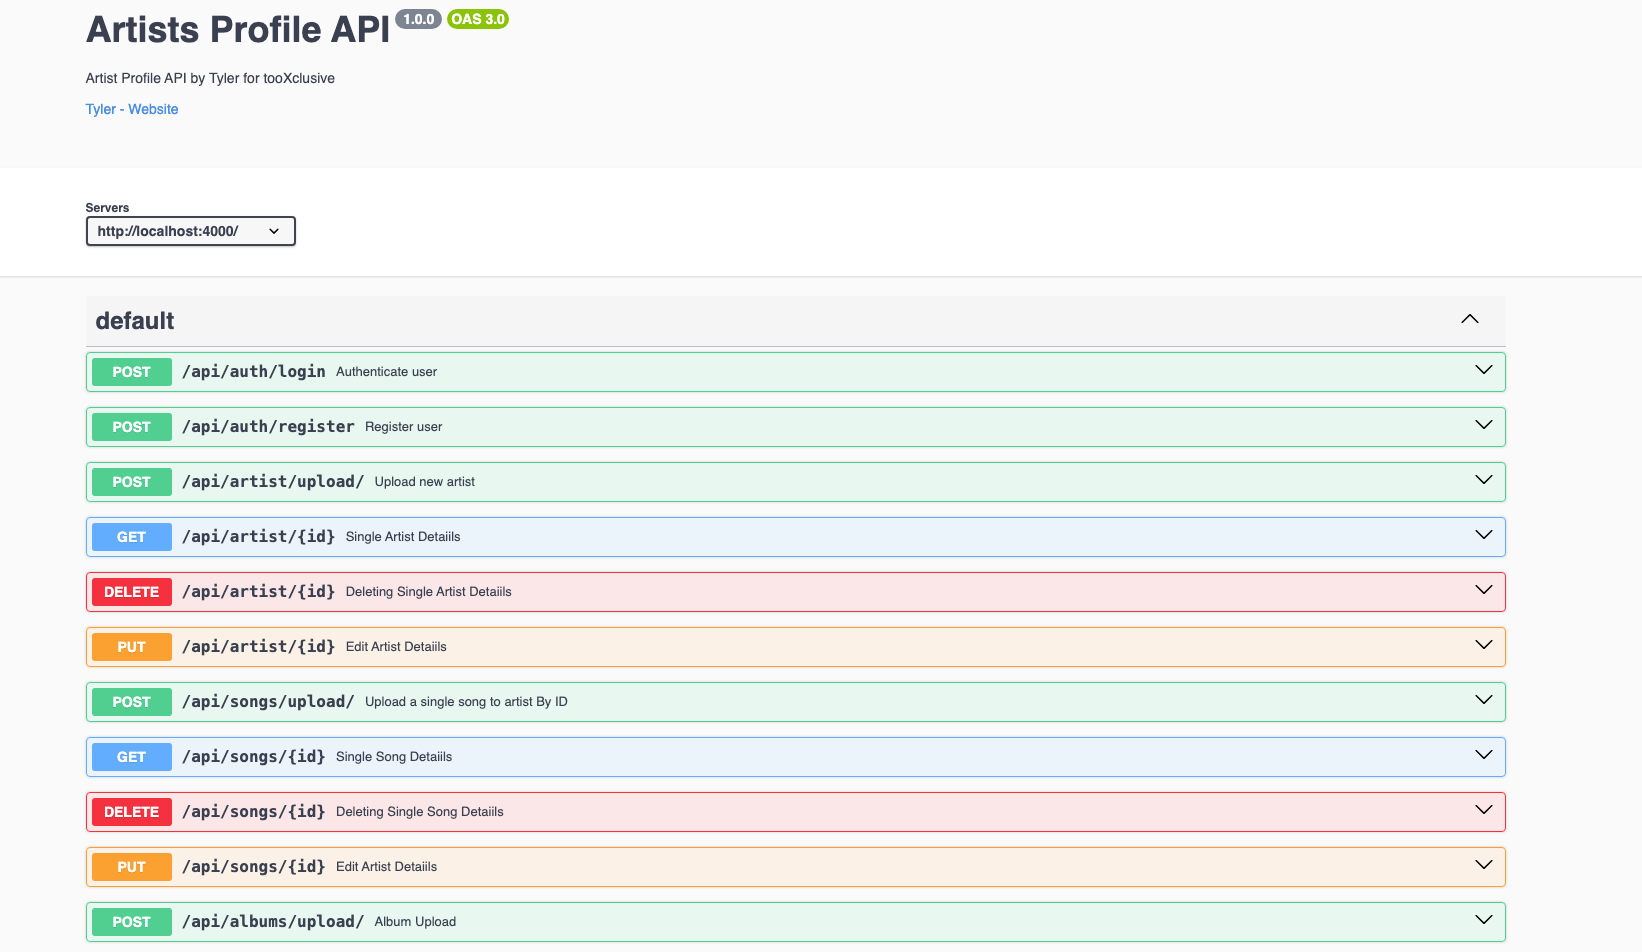 Artists Profile API 1.0.0 OAS 3.0
Artist Profile API by Tyler for tooXclusive
Tyler - Website
Servers
http://localhost:4000/
default
POST /api/auth/login Authenticate user
POST /api/auth/register Register user
POST /api/artist/upload/ Upload new artist
GET /api/artist/{id} Single Artist Detaiils
DELETE /api/artist/{id} Deleting Single Artist Detaiils
PUT /api/artist/{id} Edit Artist Detaiils
POST /api/songs/upload/ Upload a single song to artist By ID
GET /api/songs/{id} Single Song Detaiils
DELETE /api/songs/{id} Deleting Single Song Detaiils
PUT /api/songs/{id} Edit Artist Detaiils
POST /api/albums/upload/ Album Upload